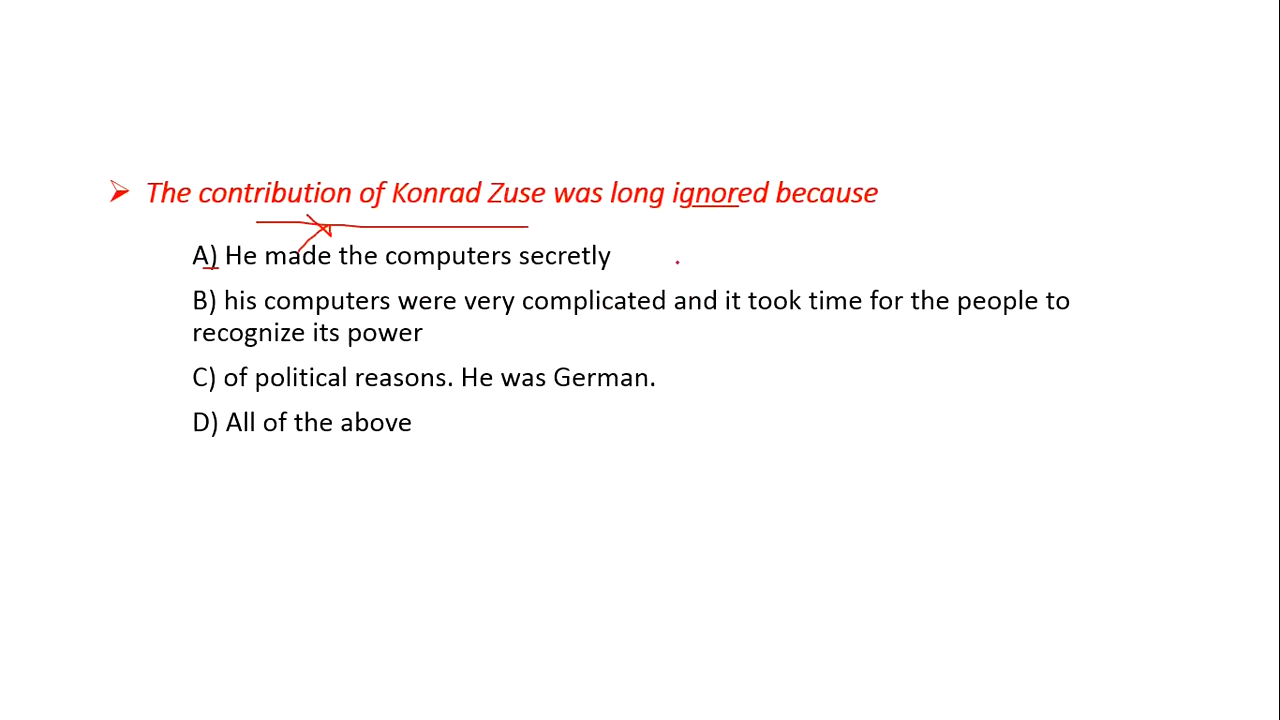 The contribution of Konrad Zuse was long ignored because
A) He made the computers secretly
B) his computers were very complicated and it took time for the people to
recognize its power
C) of political reasons. He was German.
D) All of the above